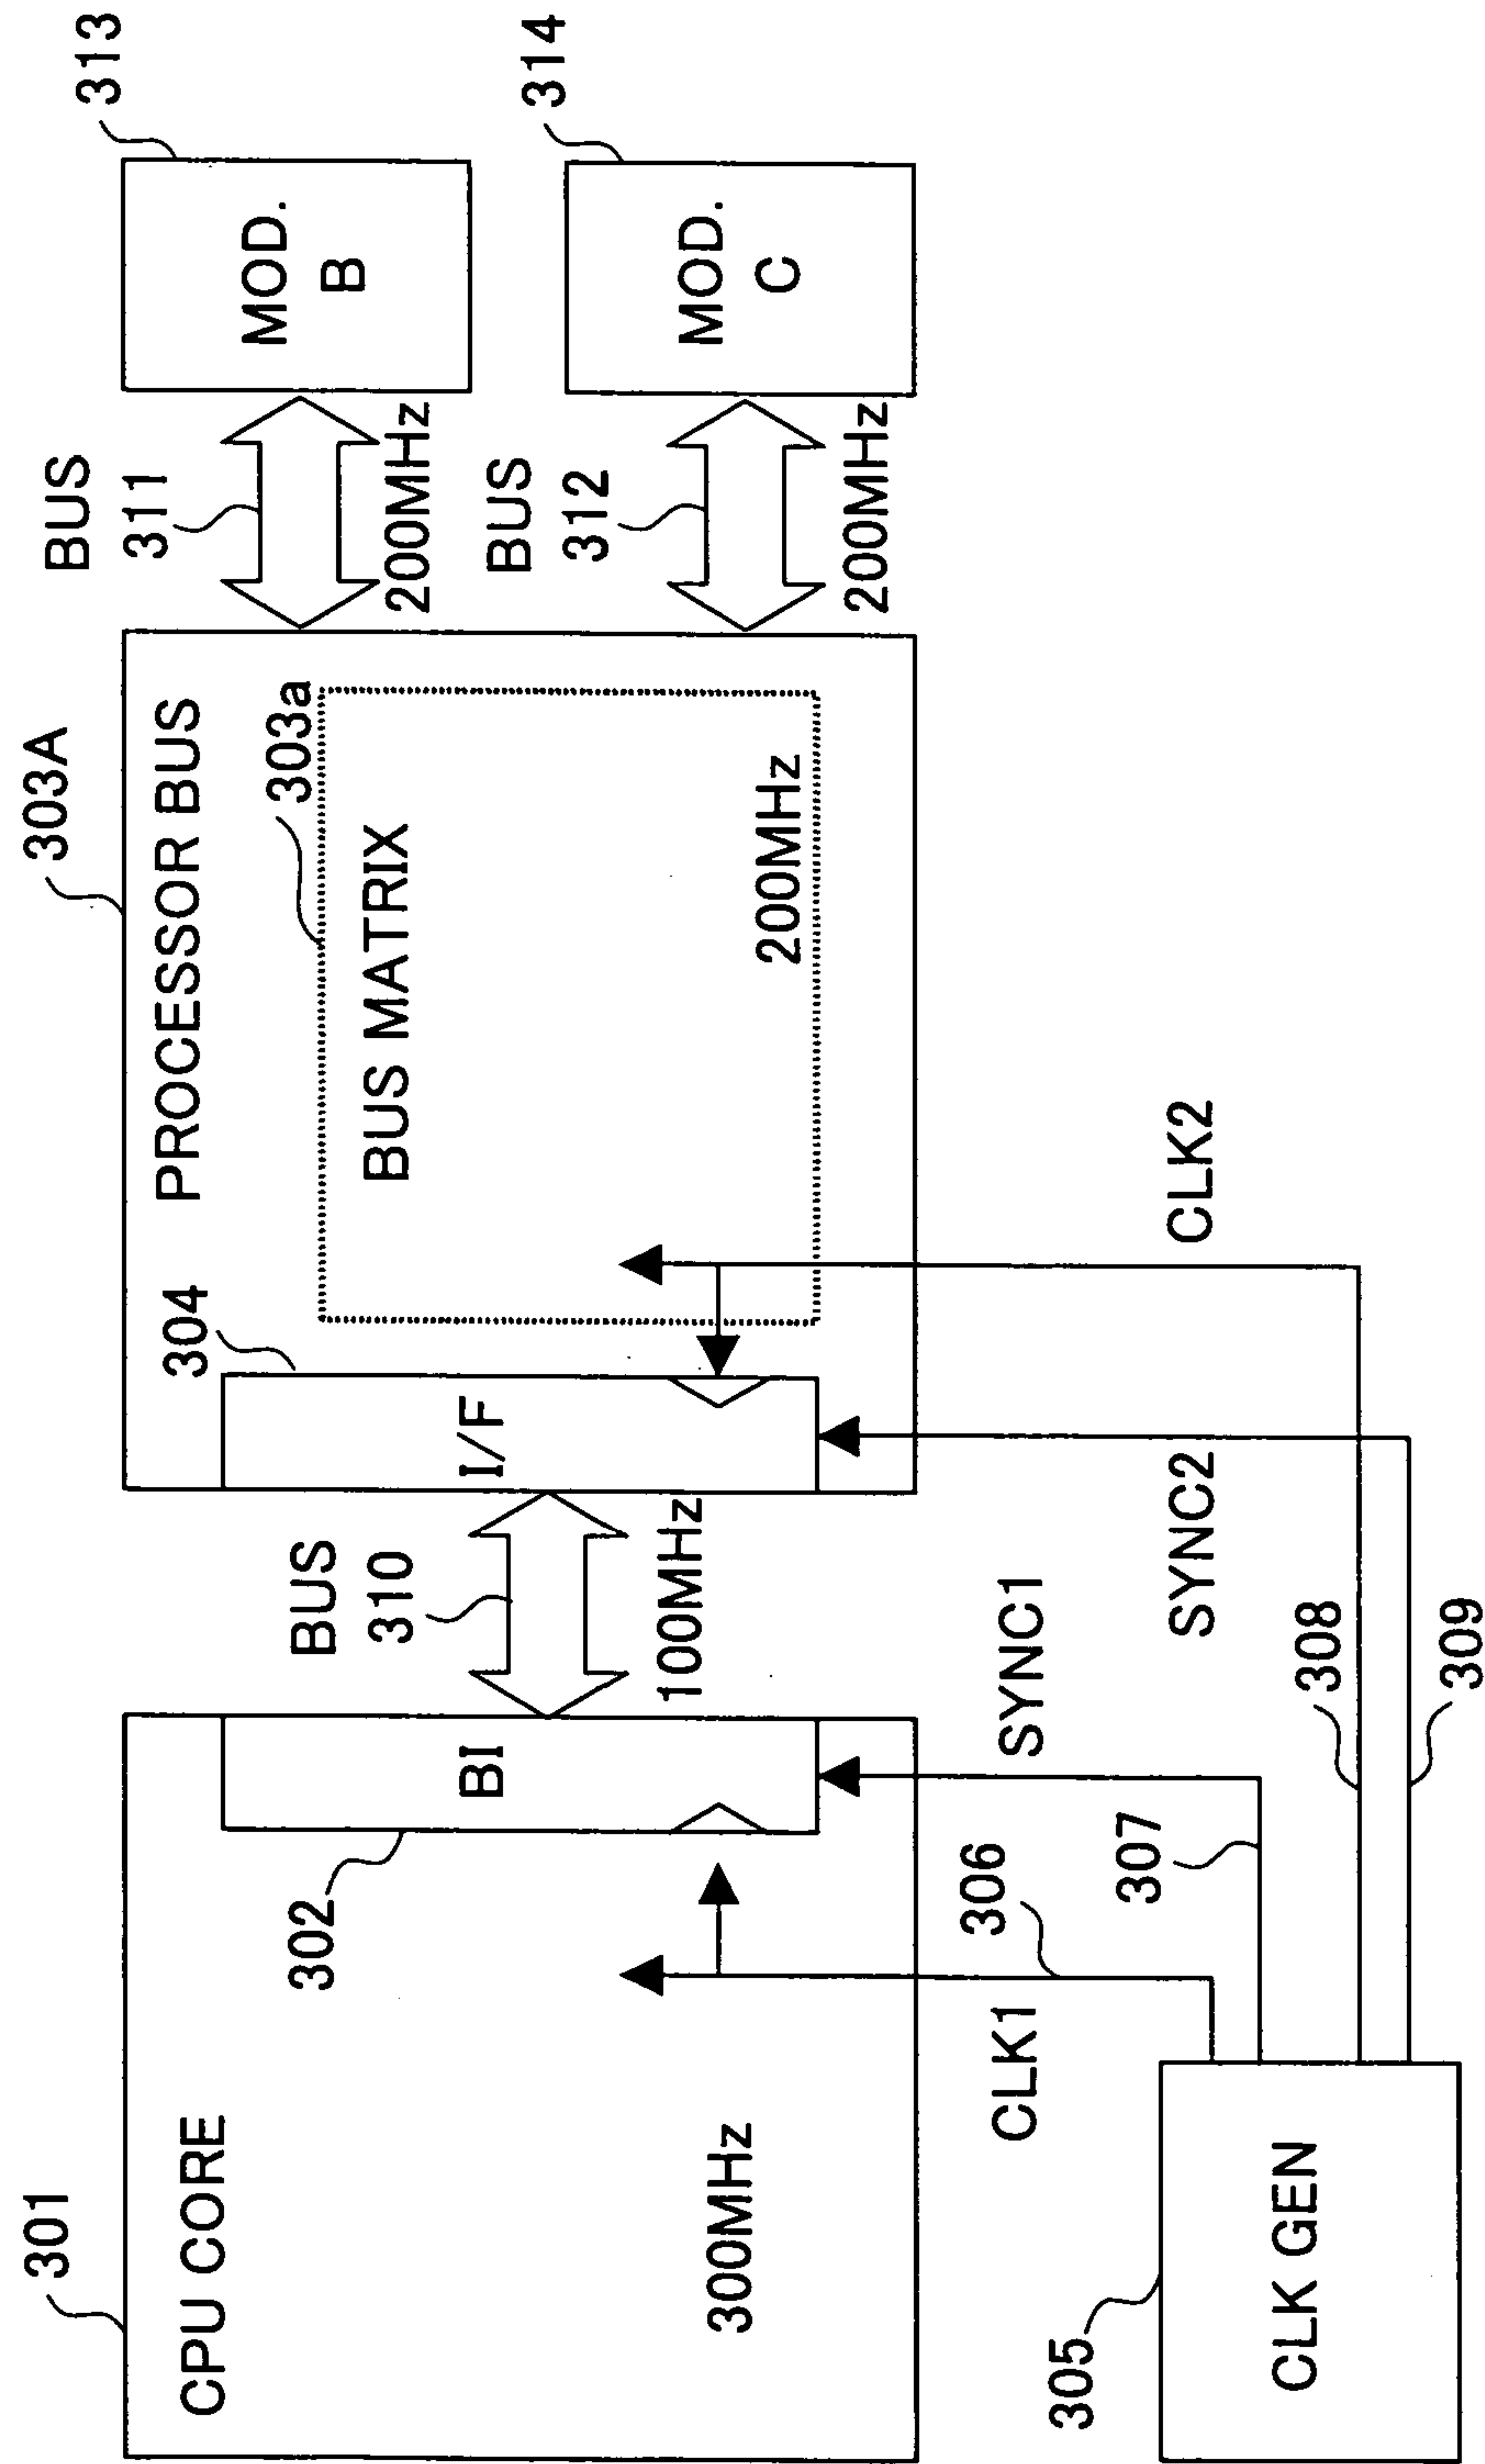 301
CPU CORE
300MHz
302
BI
BUS
310
100MHz
303A
PROCESSOR BUS
304
I/F
303a
BUS MATRIX
200MHz
BUS
311
200MHz
BUS
312
200MHz
313
MOD.
B
314
MOD.
C
305
CLK GEN
CLK1
306
SYNC1
307
SYNC2
CLK2
308
309